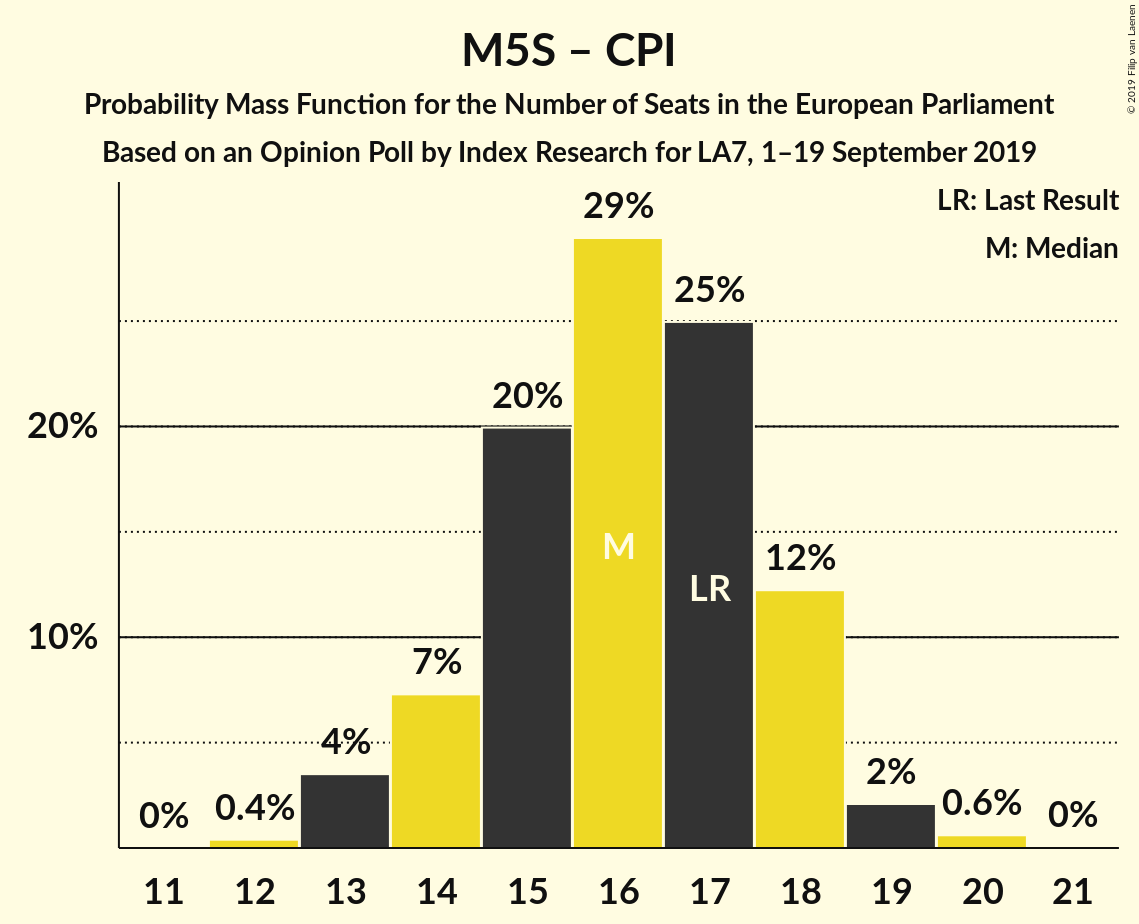 M5S – CPI
Probability Mass Function for the Number of Seats in the European Parliament
Based on an Opinion Poll by Index Research for LA7, 1–19 September 2019
© 2019 Filip van Laenen
LR: Last Result
M: Median
29%
25%
20%
20%
12%
10%
7%
4%
2%
0.6%
0.4%
0%
0%
M
LR
11 12 13 14 15 16 17 18 19 20 21